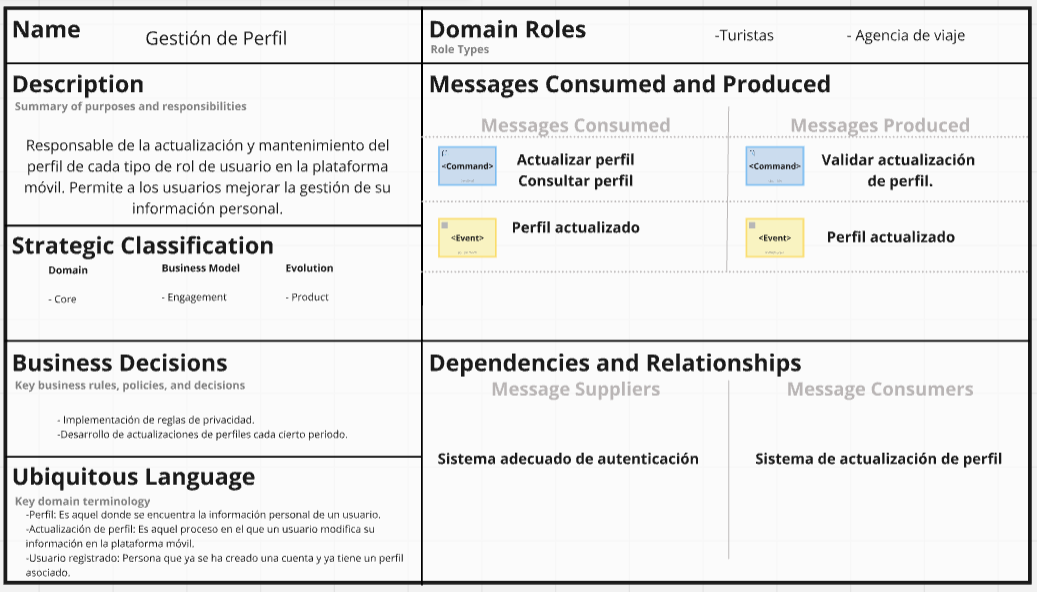 Name
Gestión de Perfil
Description
Summary of purposes and responsibilities
Responsable de la actualización y mantenimiento del
perfil de cada tipo de rol de usuario en la plataforma
móvil. Permite a los usuarios mejorar la gestión de su
información personal.
Strategic Classification
Domain
Business Model
Evolution
- Core
- Engagement
- Product
Business Decisions
Key business rules, policies, and decisions
- Implementación de reglas de privacidad.
-Desarrollo de actualizaciones de perfiles cada cierto periodo.
Ubiquitous Language
Key domain terminology
-Perfil: Es aquel donde se encuentra la información personal de un usuario.
-Actualización de perfil: Es aquel proceso en el que un usuario modifica su
información en la plataforma móvil.
-Usuario registrado: Persona que ya se ha creado una cuenta y ya tiene un perfil
asociado.
Domain Roles
Role Types
-Turistas
- Agencia de viaje
Messages Consumed and Produced
Messages Consumed
Messages Produced
<Command>
Actualizar perfil
Consultar perfil
<Command>
Validar actualización
de perfil.
<Event>
Perfil actualizado
<Event>
Perfil actualizado
Dependencies and Relationships
Message Suppliers
Message Consumers
Sistema adecuado de autenticación
Sistema de actualización de perfil